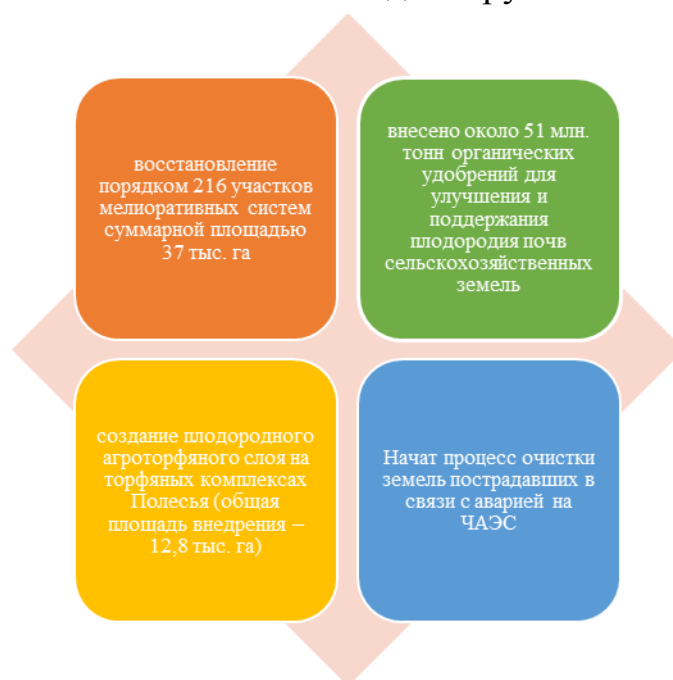 восстановление
порядком 216 участков
мелиоративных систем
суммарной площадью
37 тыс. га
внесено около 51 млн.
тонн органических
удобрений для
улучшения и
поддержания
плодородия почв
сельскохозяйственных
земель
создание плодородного
агроторфяного слоя на
торфяных комплексах
Полесья (общая
площадь внедрения –
12,8 тыс. га)
Начат процесс очистки
земель пострадавших в
связи с аварией на
ЧАЭС